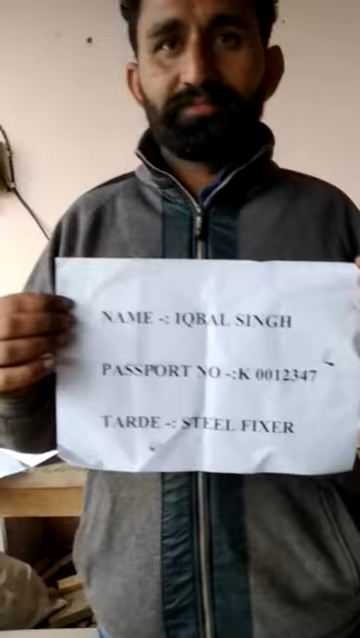 NAME -: IQBAL SINGH
PASSPORT NO -:K 0012347
TARDE -: STEEL FIXER